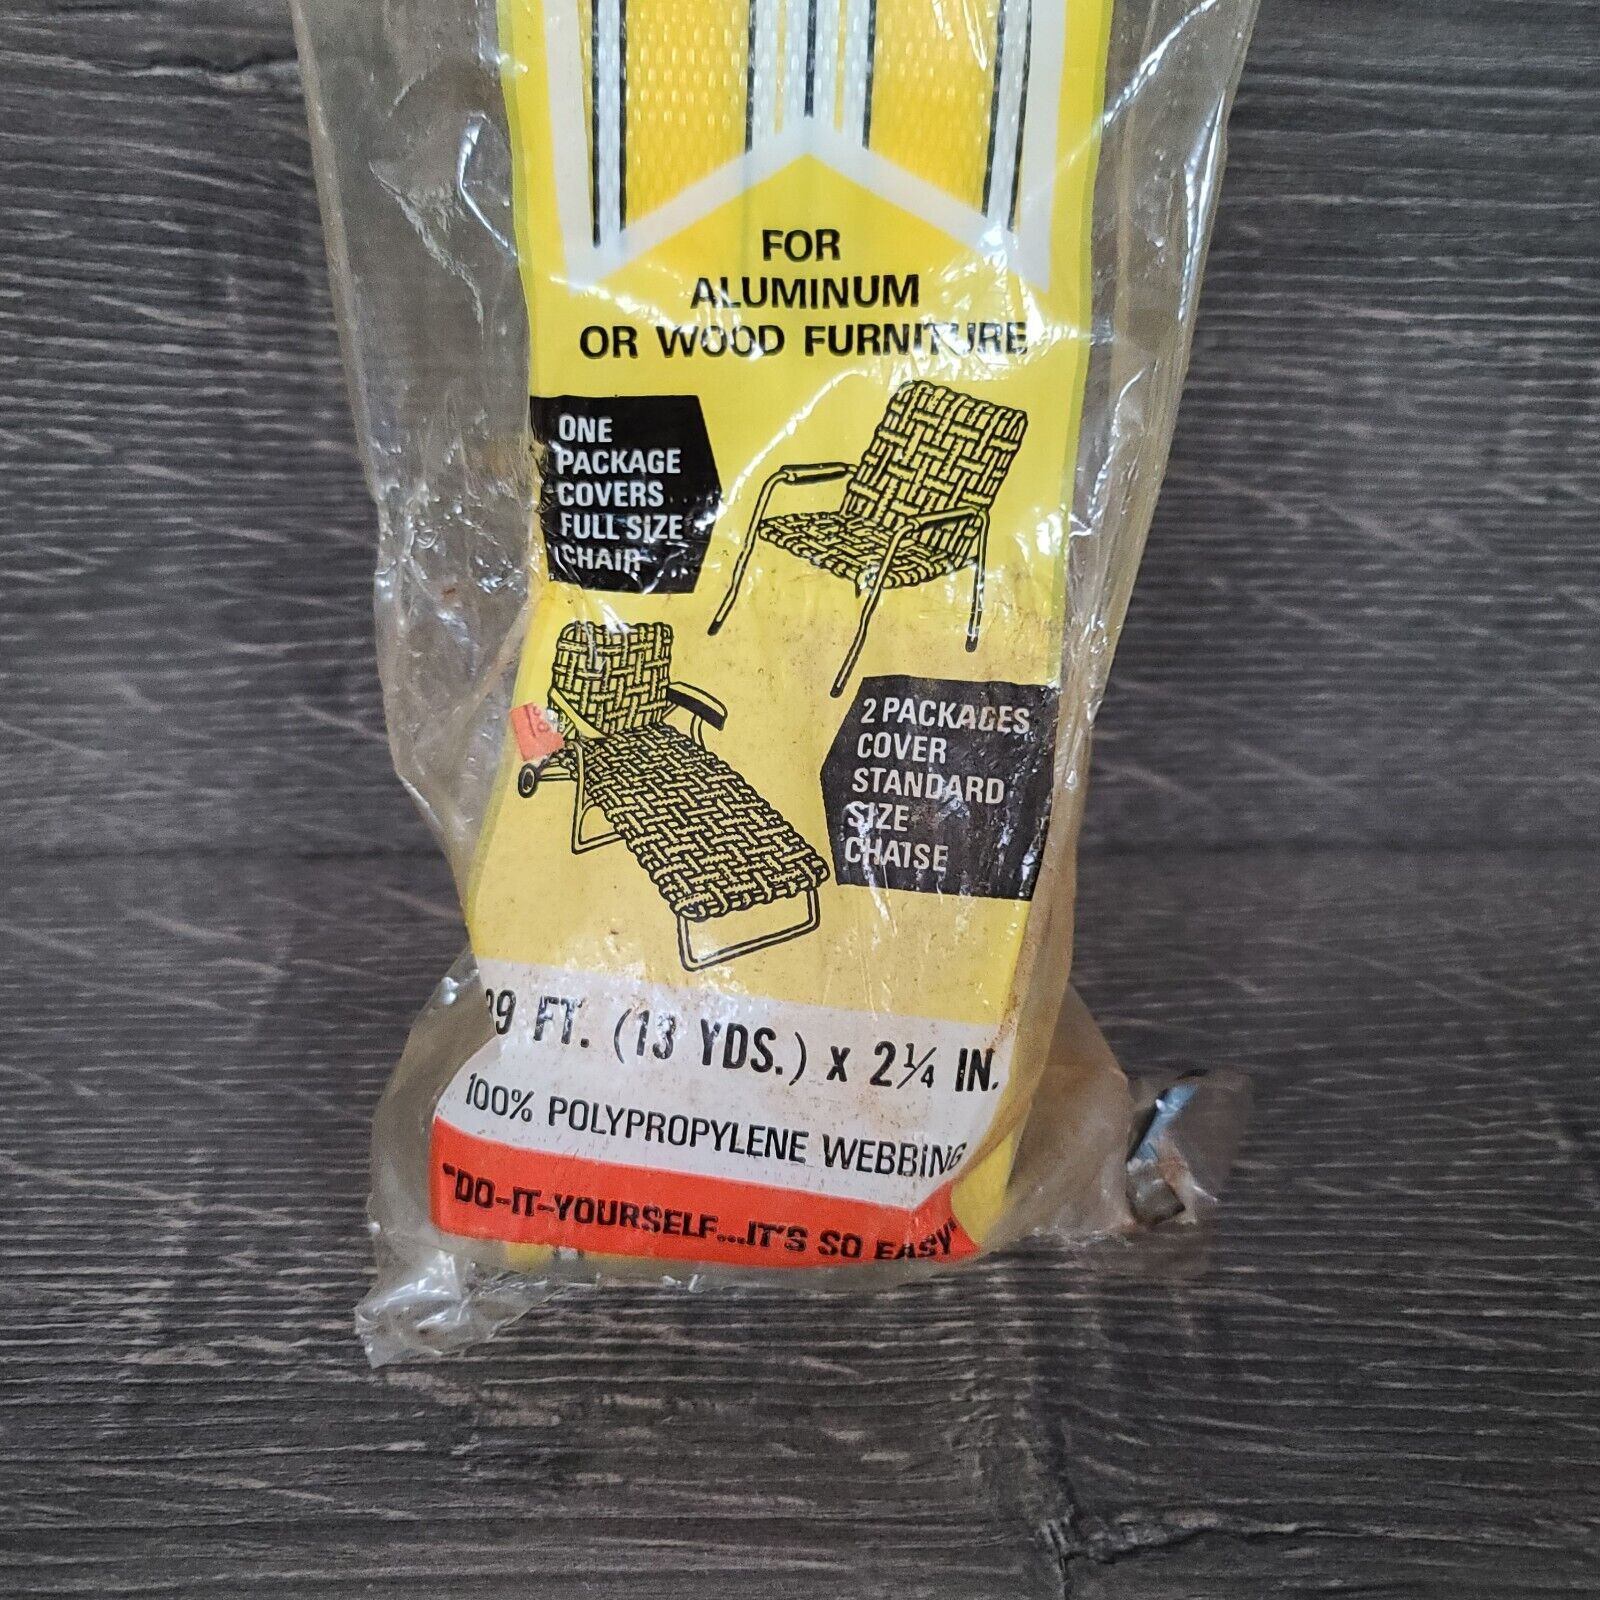 FOR
ALUMINUM
OR WOOD FURNITURE
ONE
PACKAGE
COVERS
FULL SIZE
CHAIR
2 PACKAGES
COVER
STANDARD
SIZE
CHAISE
39 FT. (13 YDS.) x 2¼ IN.
100% POLYPROPYLENE WEBBING
"DO-IT-YOURSELF...IT'S SO EASY"